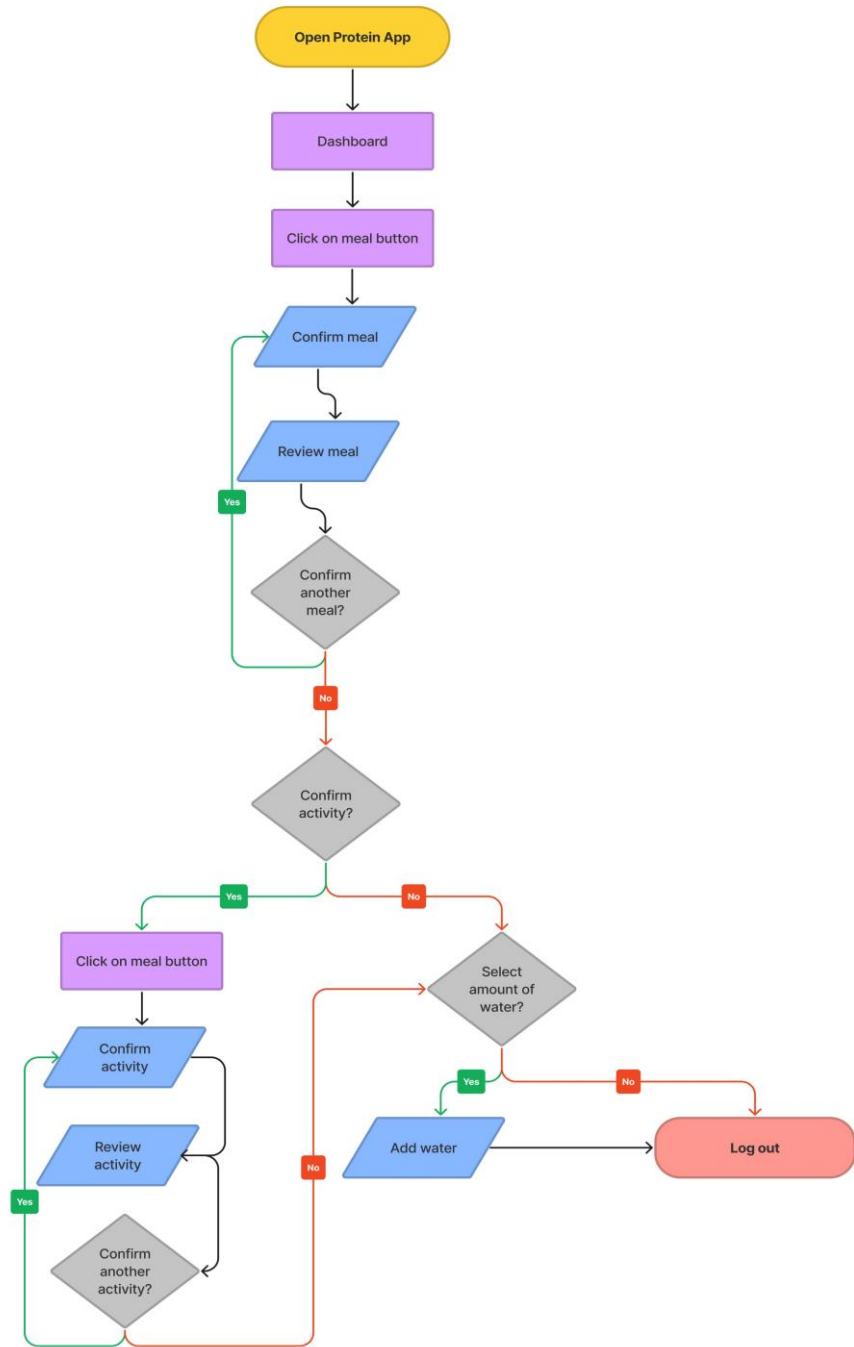 Open Protein App
Dashboard
Click on meal button
Confirm meal
Review meal
Yes
Confirm
another
meal?
No
Confirm
activity?
Yes
No
Click on meal button
Select
amount of
water?
Confirm
activity
Yes
No
Review
activity
Add water
Log out
No
Yes
Confirm
another
activity?